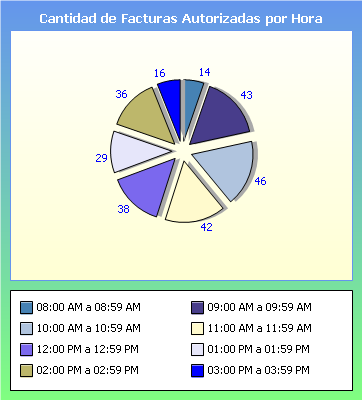 Cantidad de Facturas Autorizadas por Hora
16 14
36 43
29 46
38 42
08:00 AM a 08:59 AM 09:00 AM a 09:59 AM
10:00 AM a 10:59 AM 11:00 AM a 11:59 AM
12:00 PM a 12:59 PM 01:00 PM a 01:59 PM
02:00 PM a 02:59 PM 03:00 PM a 03:59 PM